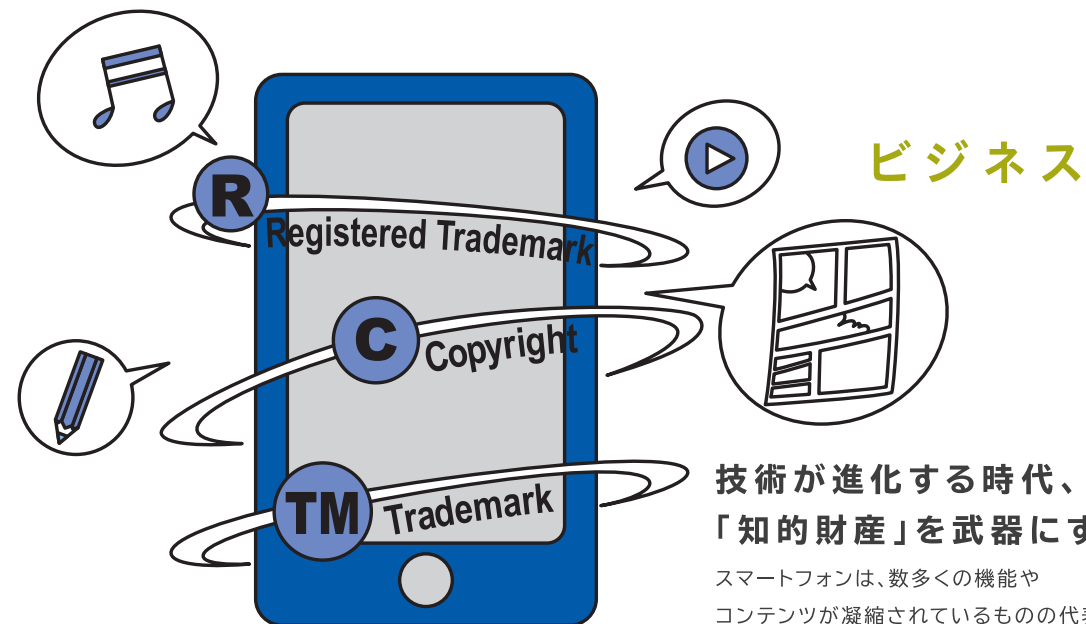 ビジネス
R
Registered Trademark
C
Copyright
TM
Trademark
技術が進化する時代、
「知的財産」を武器にす
スマートフォンは、数多くの機能や
コンテンツが凝縮されているものの代表